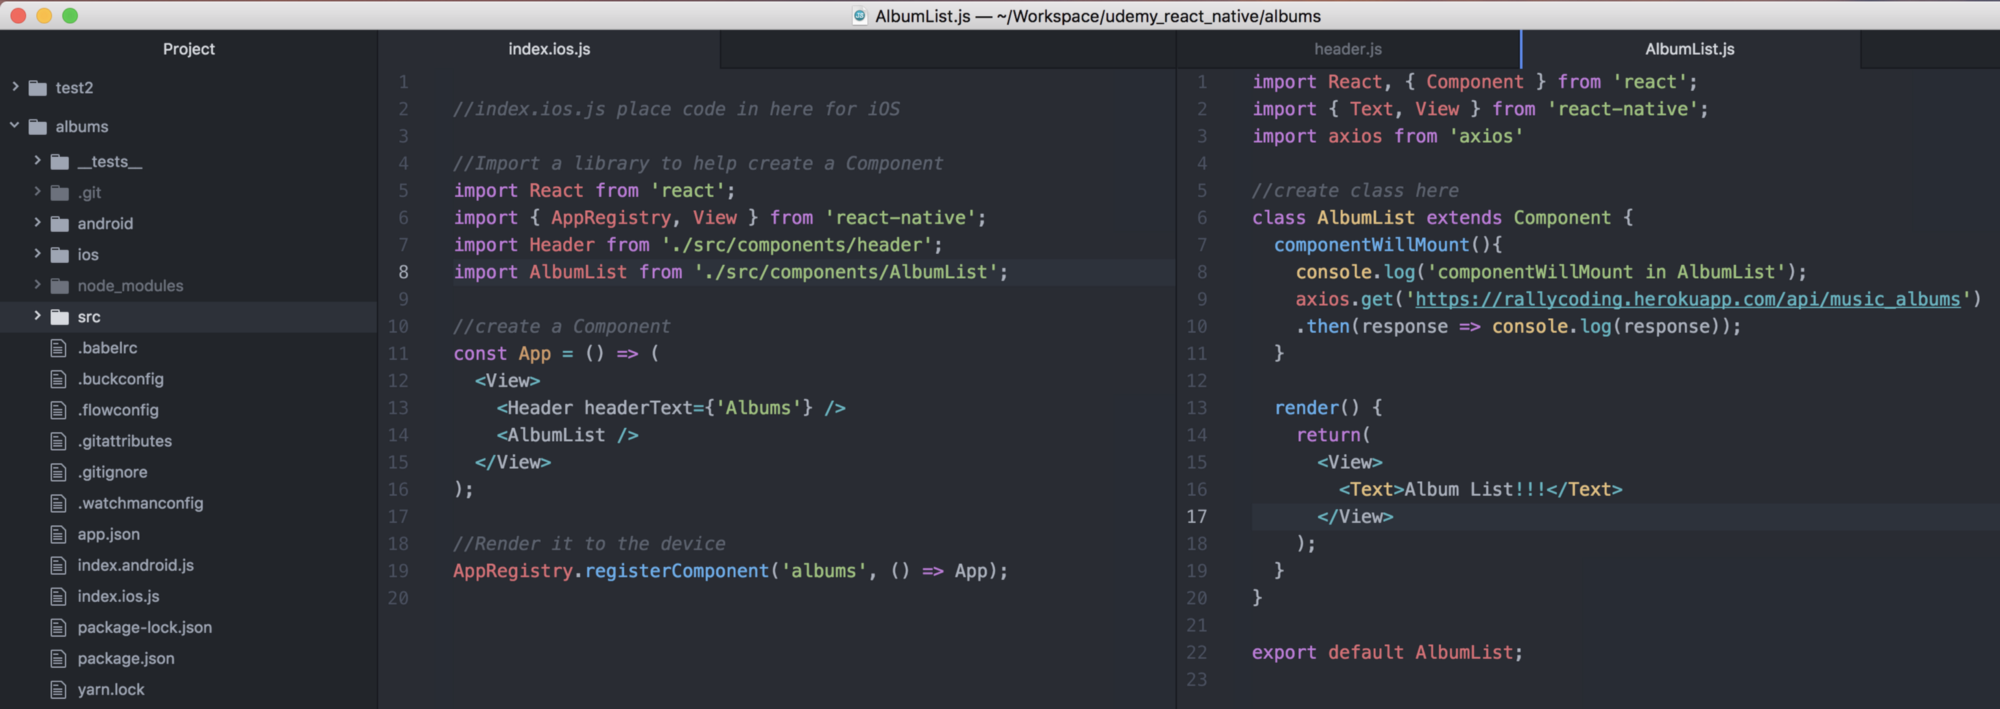 AlbumList.js — ~/Workspace/udemy_react_native/albums
Project
test2
albums
__tests__
.git
android
ios
node_modules
src
.babelrc
.buckconfig
.flowconfig
.gitattributes
.gitignore
.watchmanconfig
app.json
index.android.js
index.ios.js
package-lock.json
package.json
yarn.lock
index.ios.js
1
2 //index.ios.js place code in here for iOS
3
4 //Import a library to help create a Component
5 import React from 'react';
6 import { AppRegistry, View } from 'react-native';
7 import Header from './src/components/header';
8 import AlbumList from './src/components/AlbumList';
9
10 //create a Component
11 const App = () => (
12   <View>
13     <Header headerText={'Albums'} />
14     <AlbumList />
15   </View>
16 );
17
18 //Render it to the device
19 AppRegistry.registerComponent('albums', () => App);
20
header.js
AlbumList.js
1 import React, { Component } from 'react';
2 import { Text, View } from 'react-native';
3 import axios from 'axios'
4
5 //create class here
6 class AlbumList extends Component {
7   componentWillMount(){
8     console.log('componentWillMount in AlbumList');
9     axios.get('https://rallycoding.herokuapp.com/api/music_albums')
10     .then(response => console.log(response));
11   }
12
13   render() {
14     return(
15       <View>
16         <Text>Album List!!!</Text>
17       </View>
18     );
19   }
20 }
21
22 export default AlbumList;
23